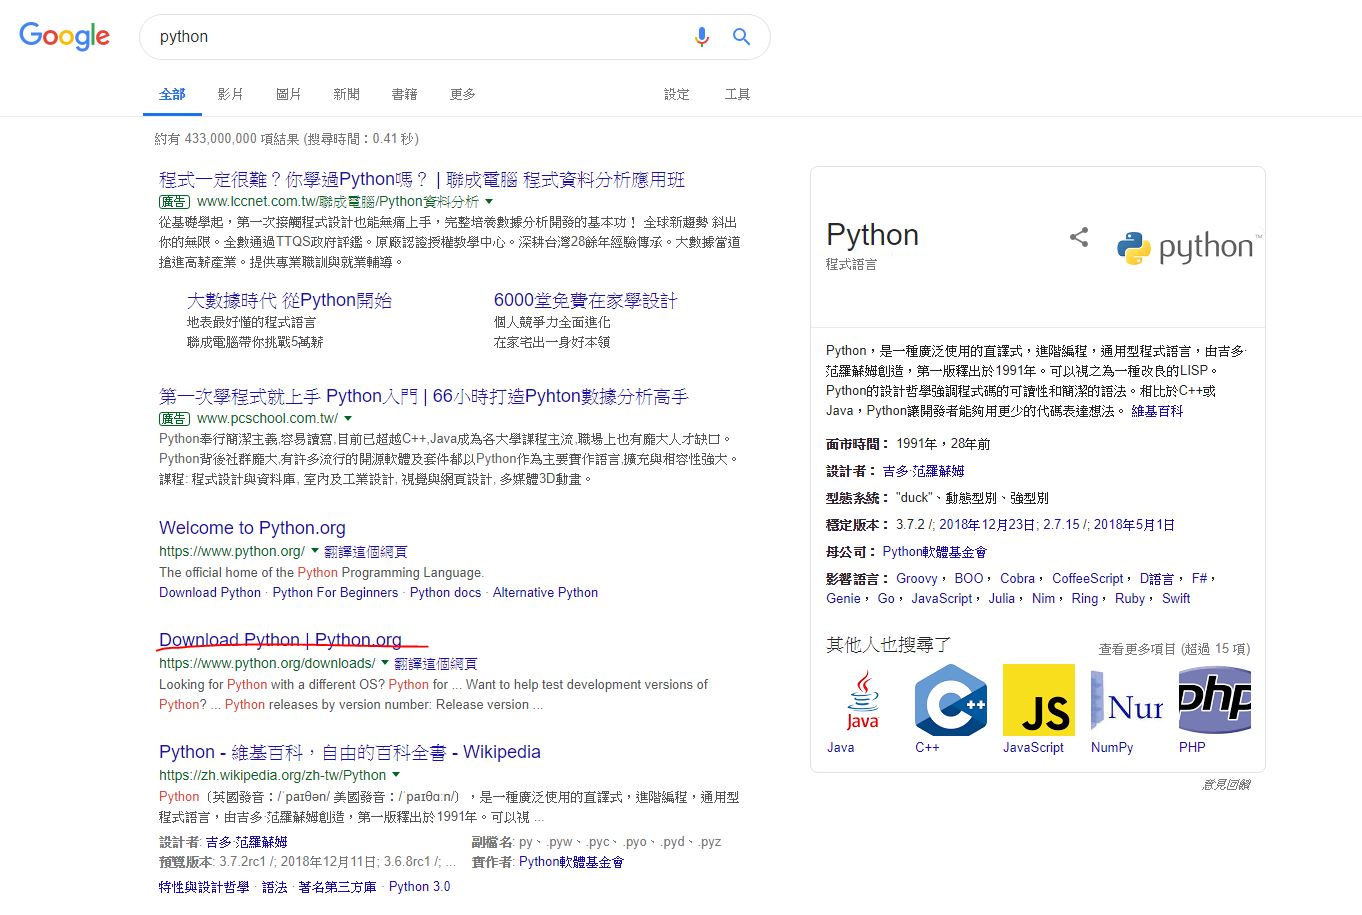 Google
python
全部 影片 圖片 新聞 書籍 更多 設定 工具
約有 433,000,000 項結果 (搜尋時間:0.41 秒)
程式一定很難?你學過Python嗎? | 聯成電腦 程式資料分析應用班
廣告 www.lccnet.com.tw/聯成電腦/Python資料分析
從基礎學起,第一次接觸程式設計也能無痛上手,完整培養數據分析開發的基本功! 全球新趨勢 斜出
你的無限。全數通過TTQS政府評鑑。原廠認證授權教學中心。深耕台灣28餘年經驗傳承。大數據當道
搶進高薪產業。提供專業職訓與就業輔導。
大數據時代 從Python開始
地表最好懂的程式語言
聯成電腦帶你挑戰5萬薪
6000堂免費在家學設計
個人競爭力全面進化
在家宅出一身好本領
第一次學程式就上手 Python入門 | 66小時打造Pyhton數據分析高手
廣告 www.pcschool.com.tw/
Python奉行簡潔主義,容易讀寫,目前已超越C++,Java成為各大學課程主流,職場上也有龐大人才缺口。
Python背後社群龐大,有許多流行的開源軟體及套件都以Python作為主要實作語言,擴充與相容性強大。
課程: 程式設計與資料庫, 室內及工業設計, 視覺與網頁設計, 多媒體3D動畫。
Welcome to Python.org
https://www.python.org/ 翻譯這個網頁
The official home of the Python Programming Language.
Download Python · Python For Beginners · Python docs · Alternative Python
Download Python | Python.org
https://www.python.org/downloads/ 翻譯這個網頁
Looking for Python with a different OS? Python for ... Want to help test development versions of
Python? ... Python releases by version number: Release version ...
Python - 維基百科,自由的百科全書 - Wikipedia
https://zh.wikipedia.org/zh-tw/Python
Python(英國發音:/ˈpaɪθən/ 美國發音:/ˈpaɪθɑːn/),是一種廣泛使用的直譯式,進階編程,通用型
程式語言,由吉多·范羅蘇姆創造,第一版釋出於1991年。可以視 ...
設計者: 吉多·范羅蘇姆
副檔名: py、.pyw、.pyc、.pyo、.pyd、.pyz
預覽版本: 3.7.2rc1 /; 2018年12月11日; 3.6.8rc1 /; ...
實作者: Python軟體基金會
特性與設計哲學 · 語法 · 著名第三方庫 · Python 3.0
Python
程式語言
python™
Python,是一種廣泛使用的直譯式,進階編程,通用型程式語言,由吉多·
范羅蘇姆創造,第一版釋出於1991年。可以視之為一種改良的LISP。
Python的設計哲學強調程式碼的可讀性和簡潔的語法。相比於C++或
Java,Python讓開發者能夠用更少的代碼表達想法。 維基百科
面市時間: 1991年,28年前
設計者: 吉多·范羅蘇姆
型態系統: "duck"、動態型別、強型別
穩定版本: 3.7.2 /; 2018年12月23日; 2.7.15 /; 2018年5月1日
母公司: Python軟體基金會
影響語言: Groovy, BOO, Cobra, CoffeeScript, D語言, F#,
Genie, Go, JavaScript, Julia, Nim, Ring, Ruby, Swift
其他人也搜尋了
查看更多項目 (超過 15 項)
Java
C++
JS
Nur
php
Java
C++
JavaScript
NumPy
PHP
意見回饋